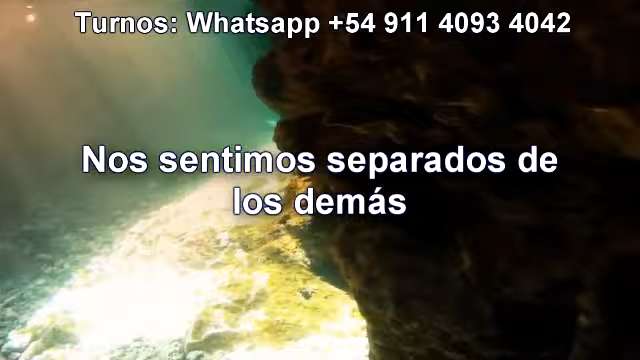 Turnos: Whatsapp +54 911 4093 4042
Nos sentimos separados de
los demás